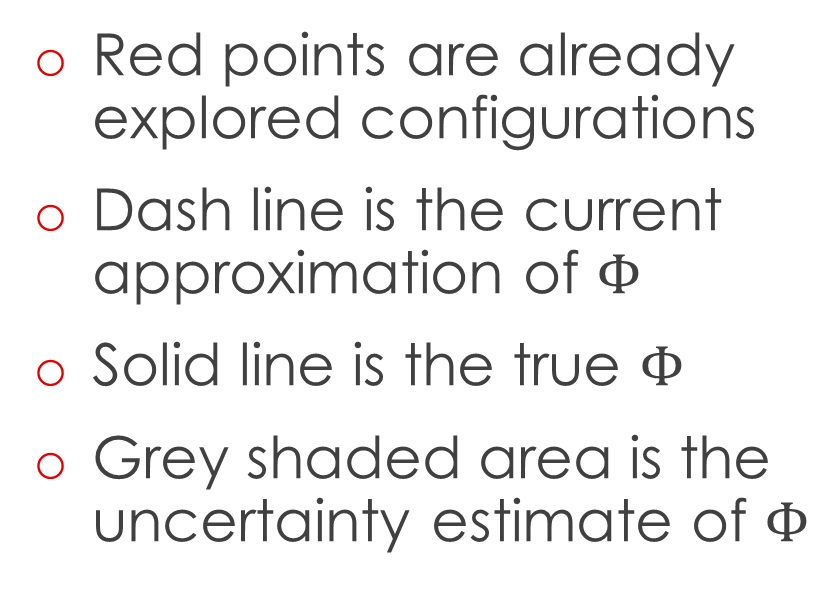 o Red points are already
explored configurations
o Dash line is the current
approximation of Φ
o Solid line is the true Φ
o Grey shaded area is the
uncertainty estimate of Φ